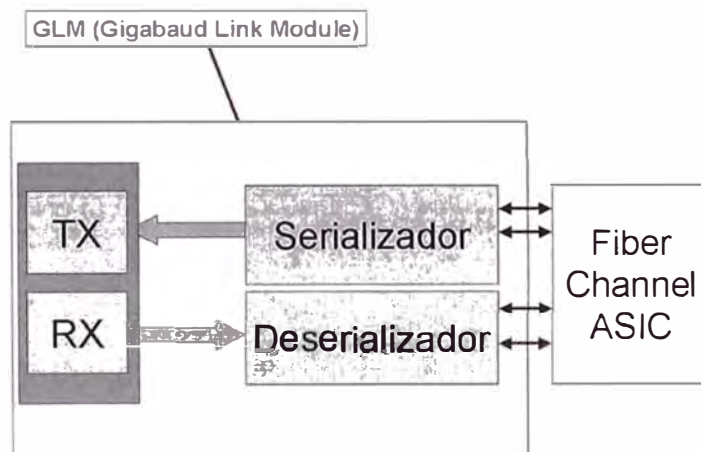 GLM (Gigabaud Link Module)
TX
Serializador
RX
Deserializador
Fiber
Channel
ASIC